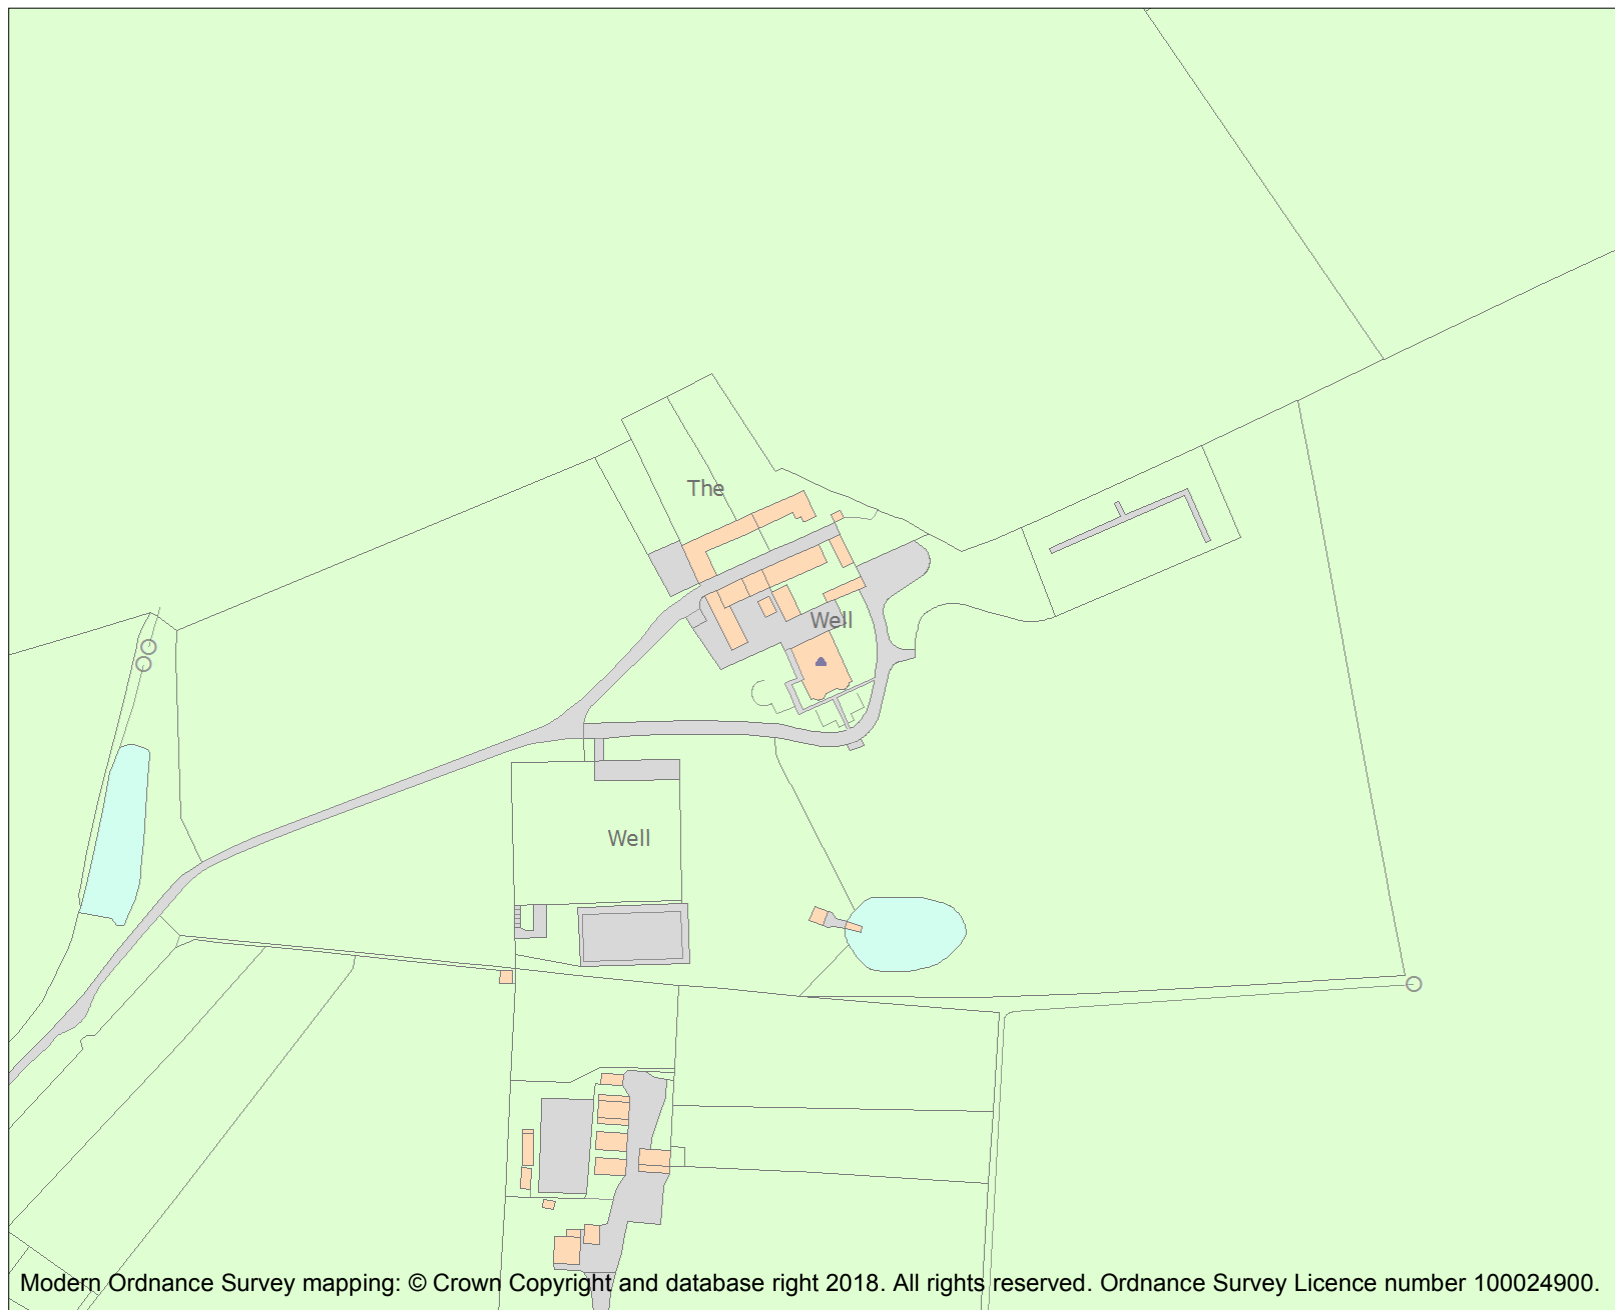 The
Well
Well
Modern Ordnance Survey mapping: © Crown Copyright and database right 2018. All rights reserved. Ordnance Survey Licence number 100024900.